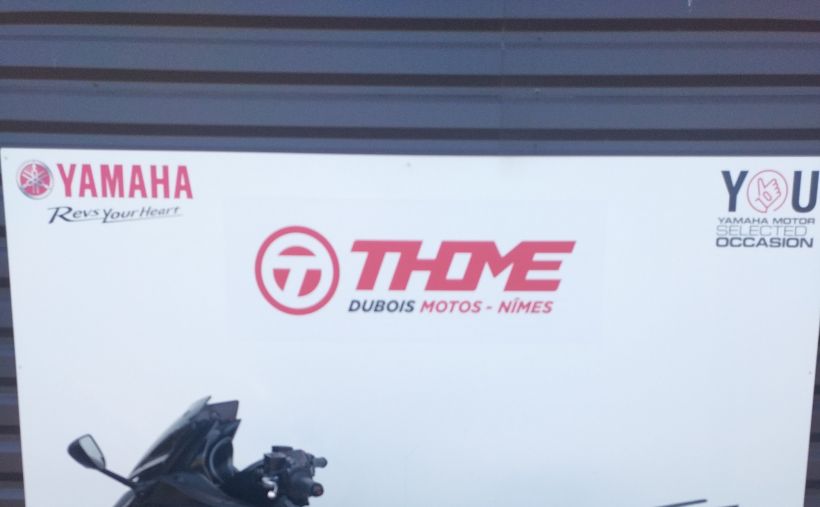 YAMAHA
Revs Your Heart
THOME
DUBOIS MOTOS - NÎMES
YOU
YAMAHA MOTOR
SELECTED
OCCASION